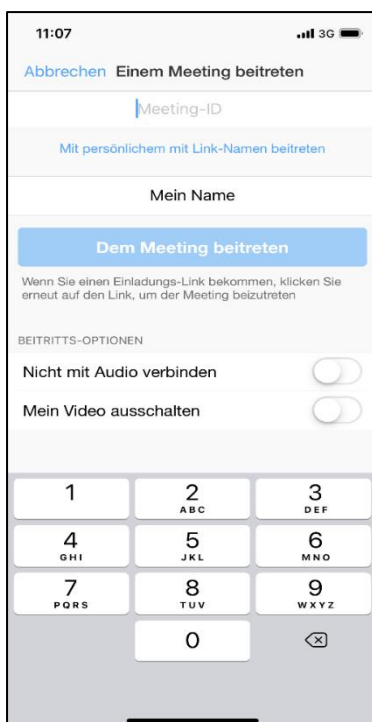 11:07 3G
Abbrechen Einem Meeting beitreten
Meeting-ID
Mit persönlichem mit Link-Namen beitreten
Mein Name
Dem Meeting beitreten
Wenn Sie einen Einladungs-Link bekommen, klicken Sie
erneut auf den Link, um der Meeting beizutreten
BEITRITTS-OPTIONEN
Nicht mit Audio verbinden
Mein Video ausschalten
1 2 3
ABC DEF
4 5 6
GHI JKL MNO
7 8 9
PQRS TUV WXYZ
0